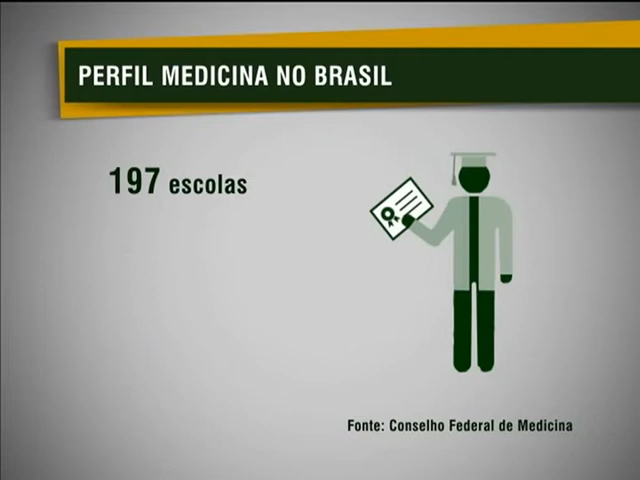 PERFIL MEDICINA NO BRASIL
197 escolas
Fonte: Conselho Federal de Medicina